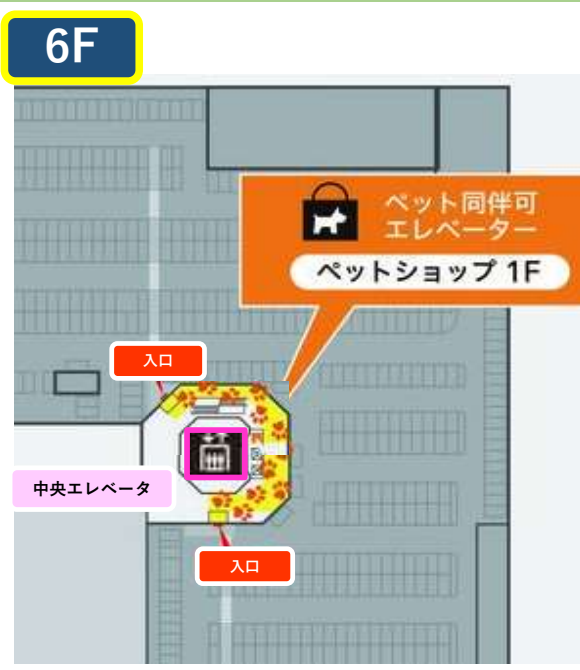 6F
ペット同伴可
エレベーター
ペットショップ 1F
入口
中央エレベータ
入口